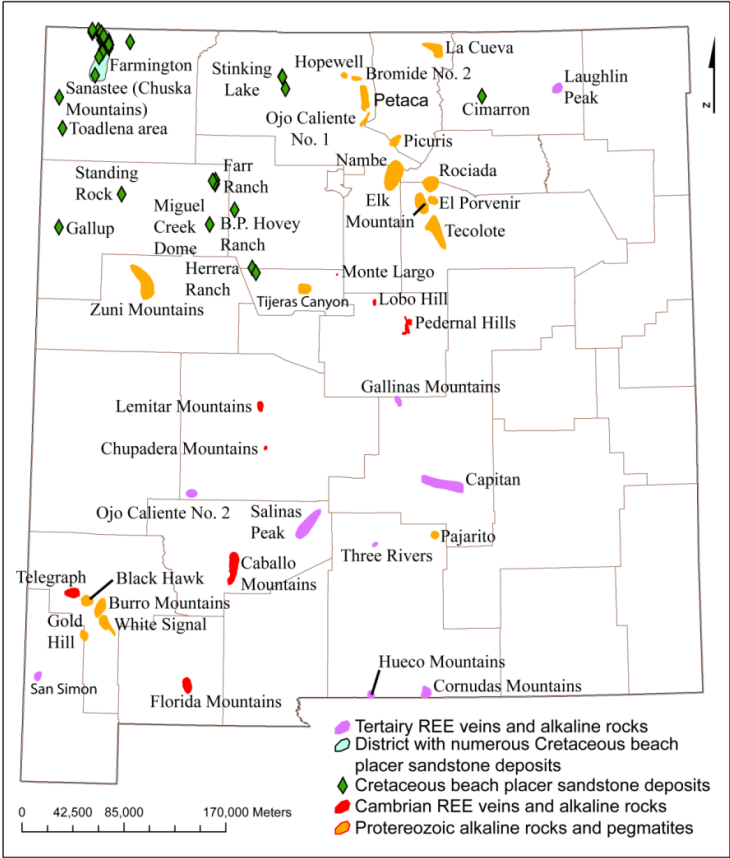 La Cueva
Hopewell
Bromide No. 2
Farmington
Stinking
Lake
Laughlin
Peak
Sanastee (Chuska
Mountains)
Petaca
Cimarron
Toadlena area
Ojo Caliente
No. 1
Picuris
N
Nambe
Farr
Ranch
Standing
Rock
Rociada
Elk
Mountain
El Porvenir
Miguel
Creek
Dome
B.P. Hovey
Ranch
Gallup
Tecolote
Herrera
Ranch
Monte Largo
Zuni Mountains
Tijeras Canyon
Lobo Hill
Pedernal Hills
Gallinas Mountains
Lemitar Mountains
Chupadera Mountains
Capitan
Ojo Caliente No. 2
Salinas
Peak
Pajarito
Three Rivers
Caballo
Mountains
Telegraph
Black Hawk
Burro Mountains
Gold
Hill
White Signal
Hueco Mountains
San Simon
Florida Mountains
Cornudas Mountains
Tertairy REE veins and alkaline rocks
District with numerous Cretaceous beach
placer sandstone deposits
Cretaceous beach placer sandstone deposits
Cambrian REE veins and alkaline rocks
Protereozoic alkaline rocks and pegmatites
0 42,500 85,000 170,000 Meters